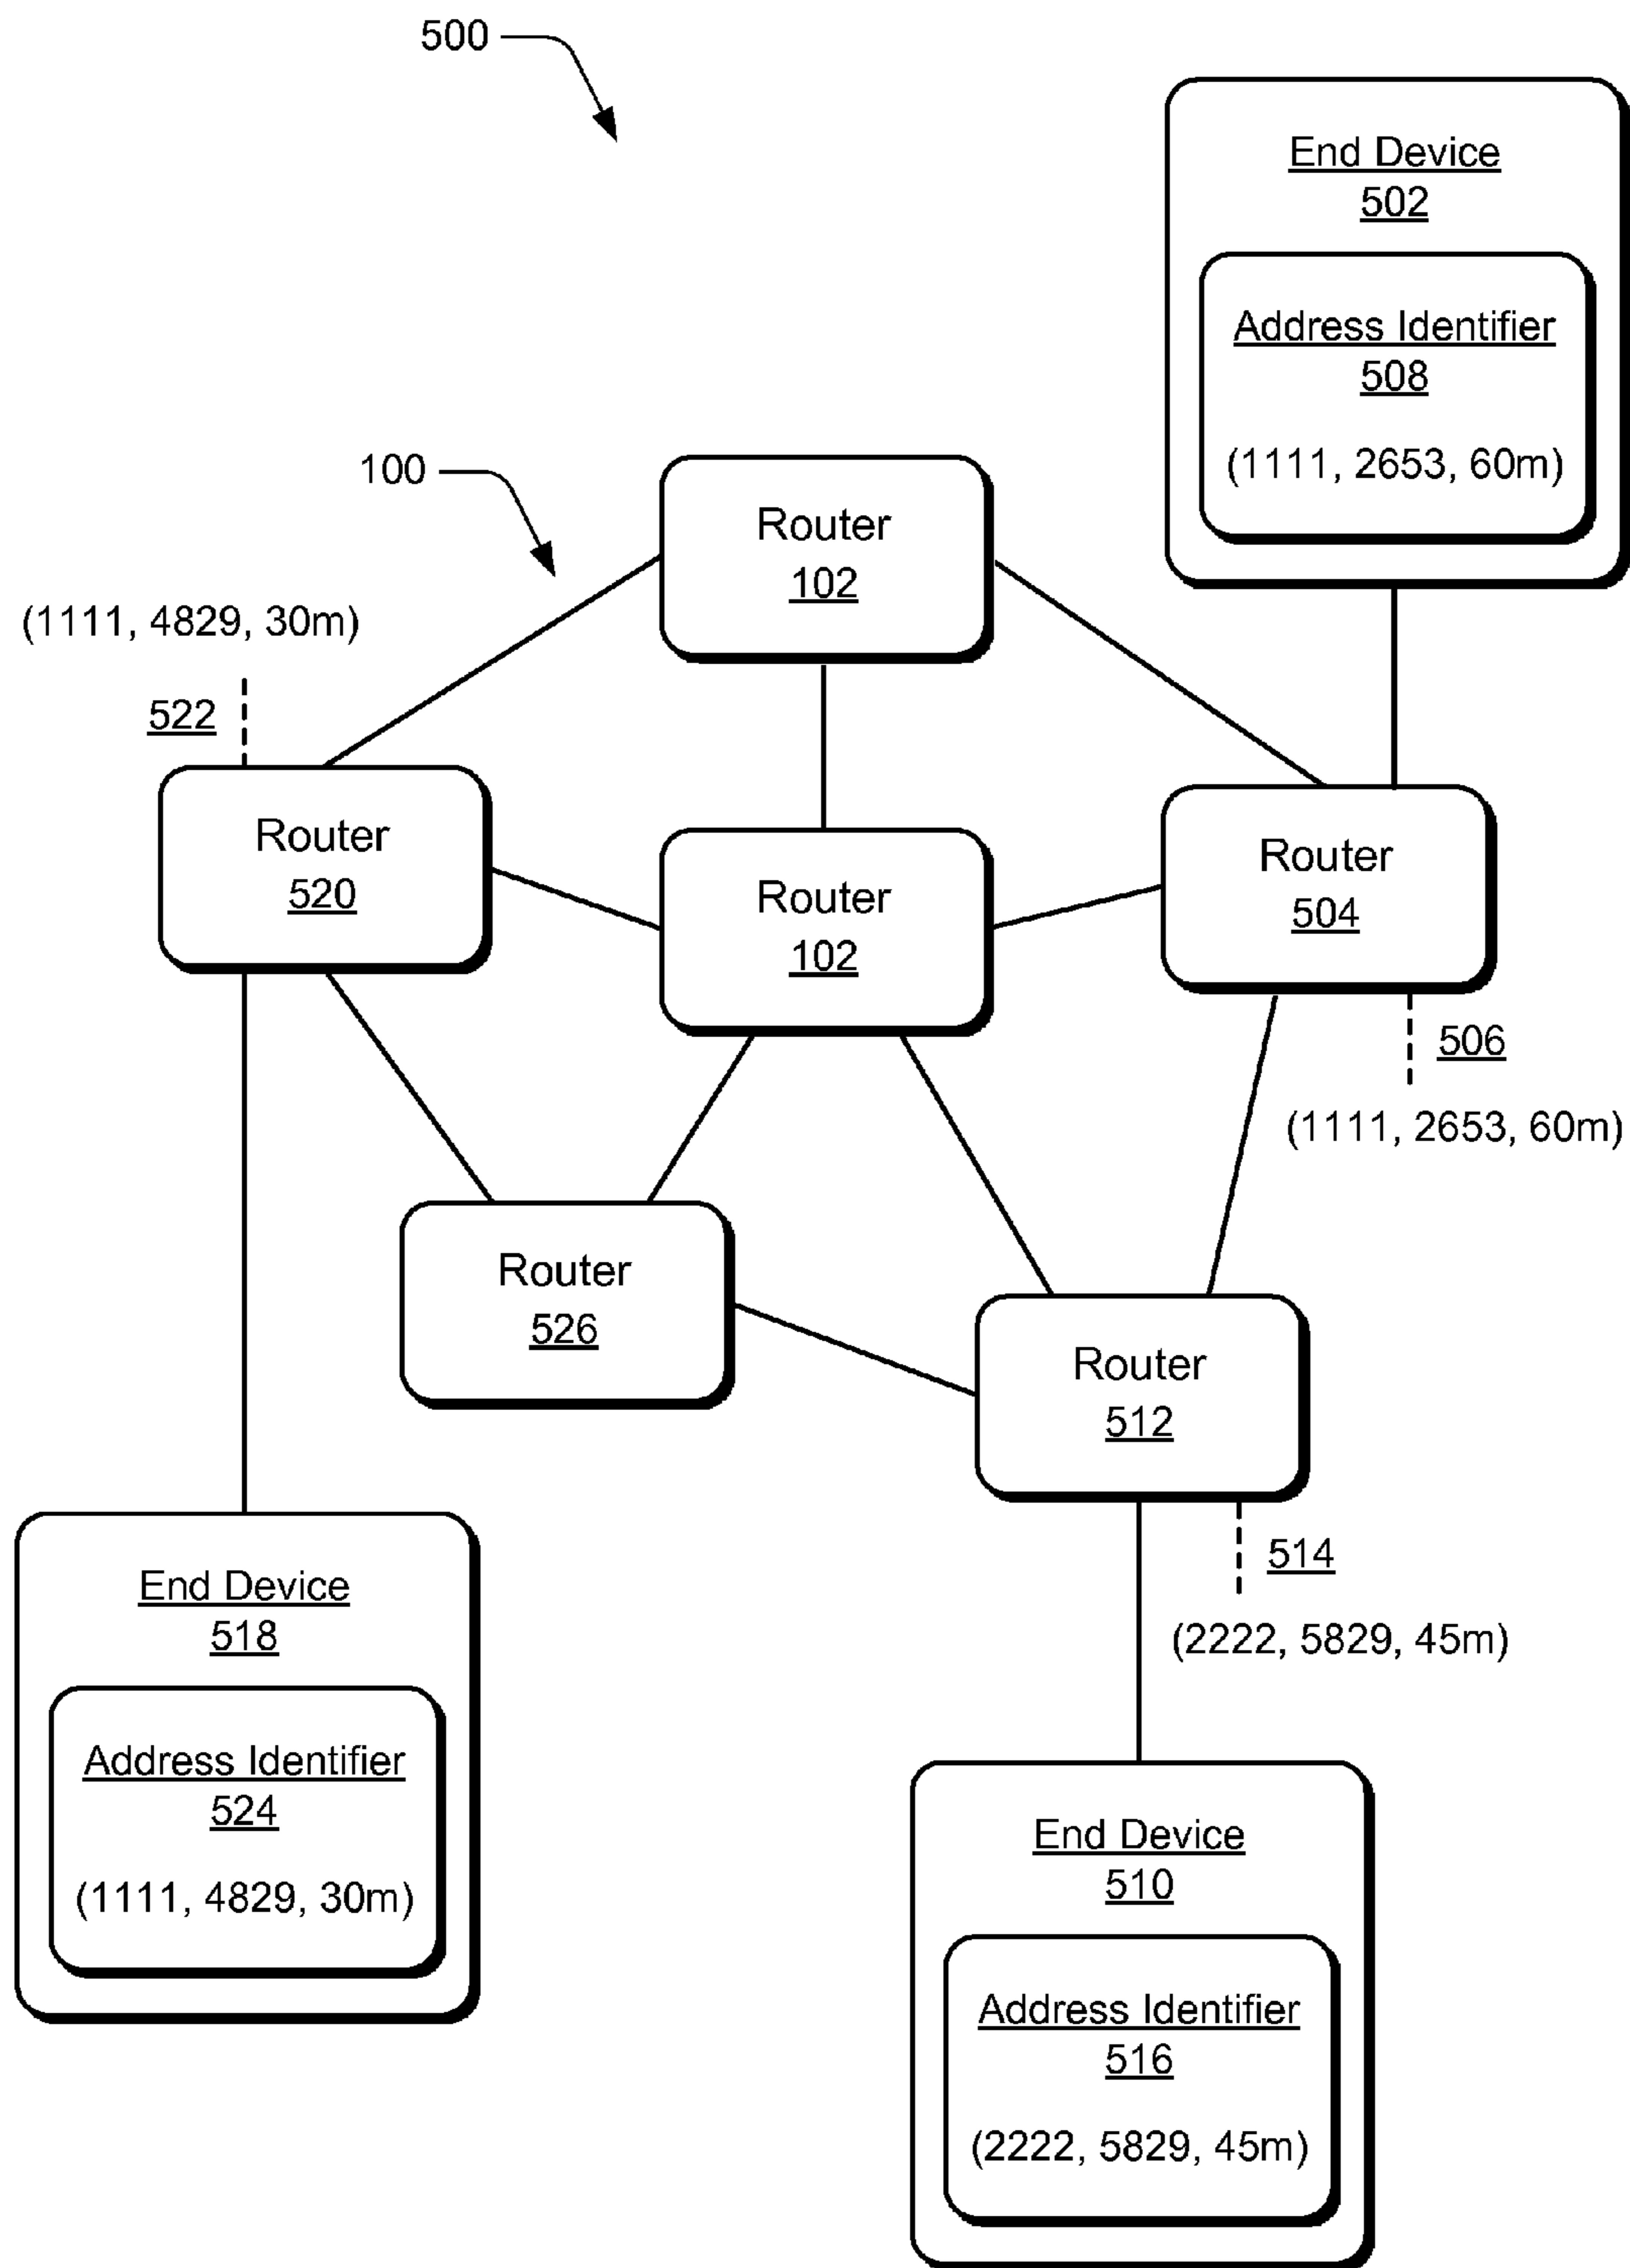 500
End Device
502
Address Identifier
508
(1111, 2653, 60m)
100
Router
102
(1111, 4829, 30m)
522
Router
520
Router
102
Router
504
506
(1111, 2653, 60m)
Router
526
Router
512
514
(2222, 5829, 45m)
End Device
518
Address Identifier
524
(1111, 4829, 30m)
End Device
510
Address Identifier
516
(2222, 5829, 45m)